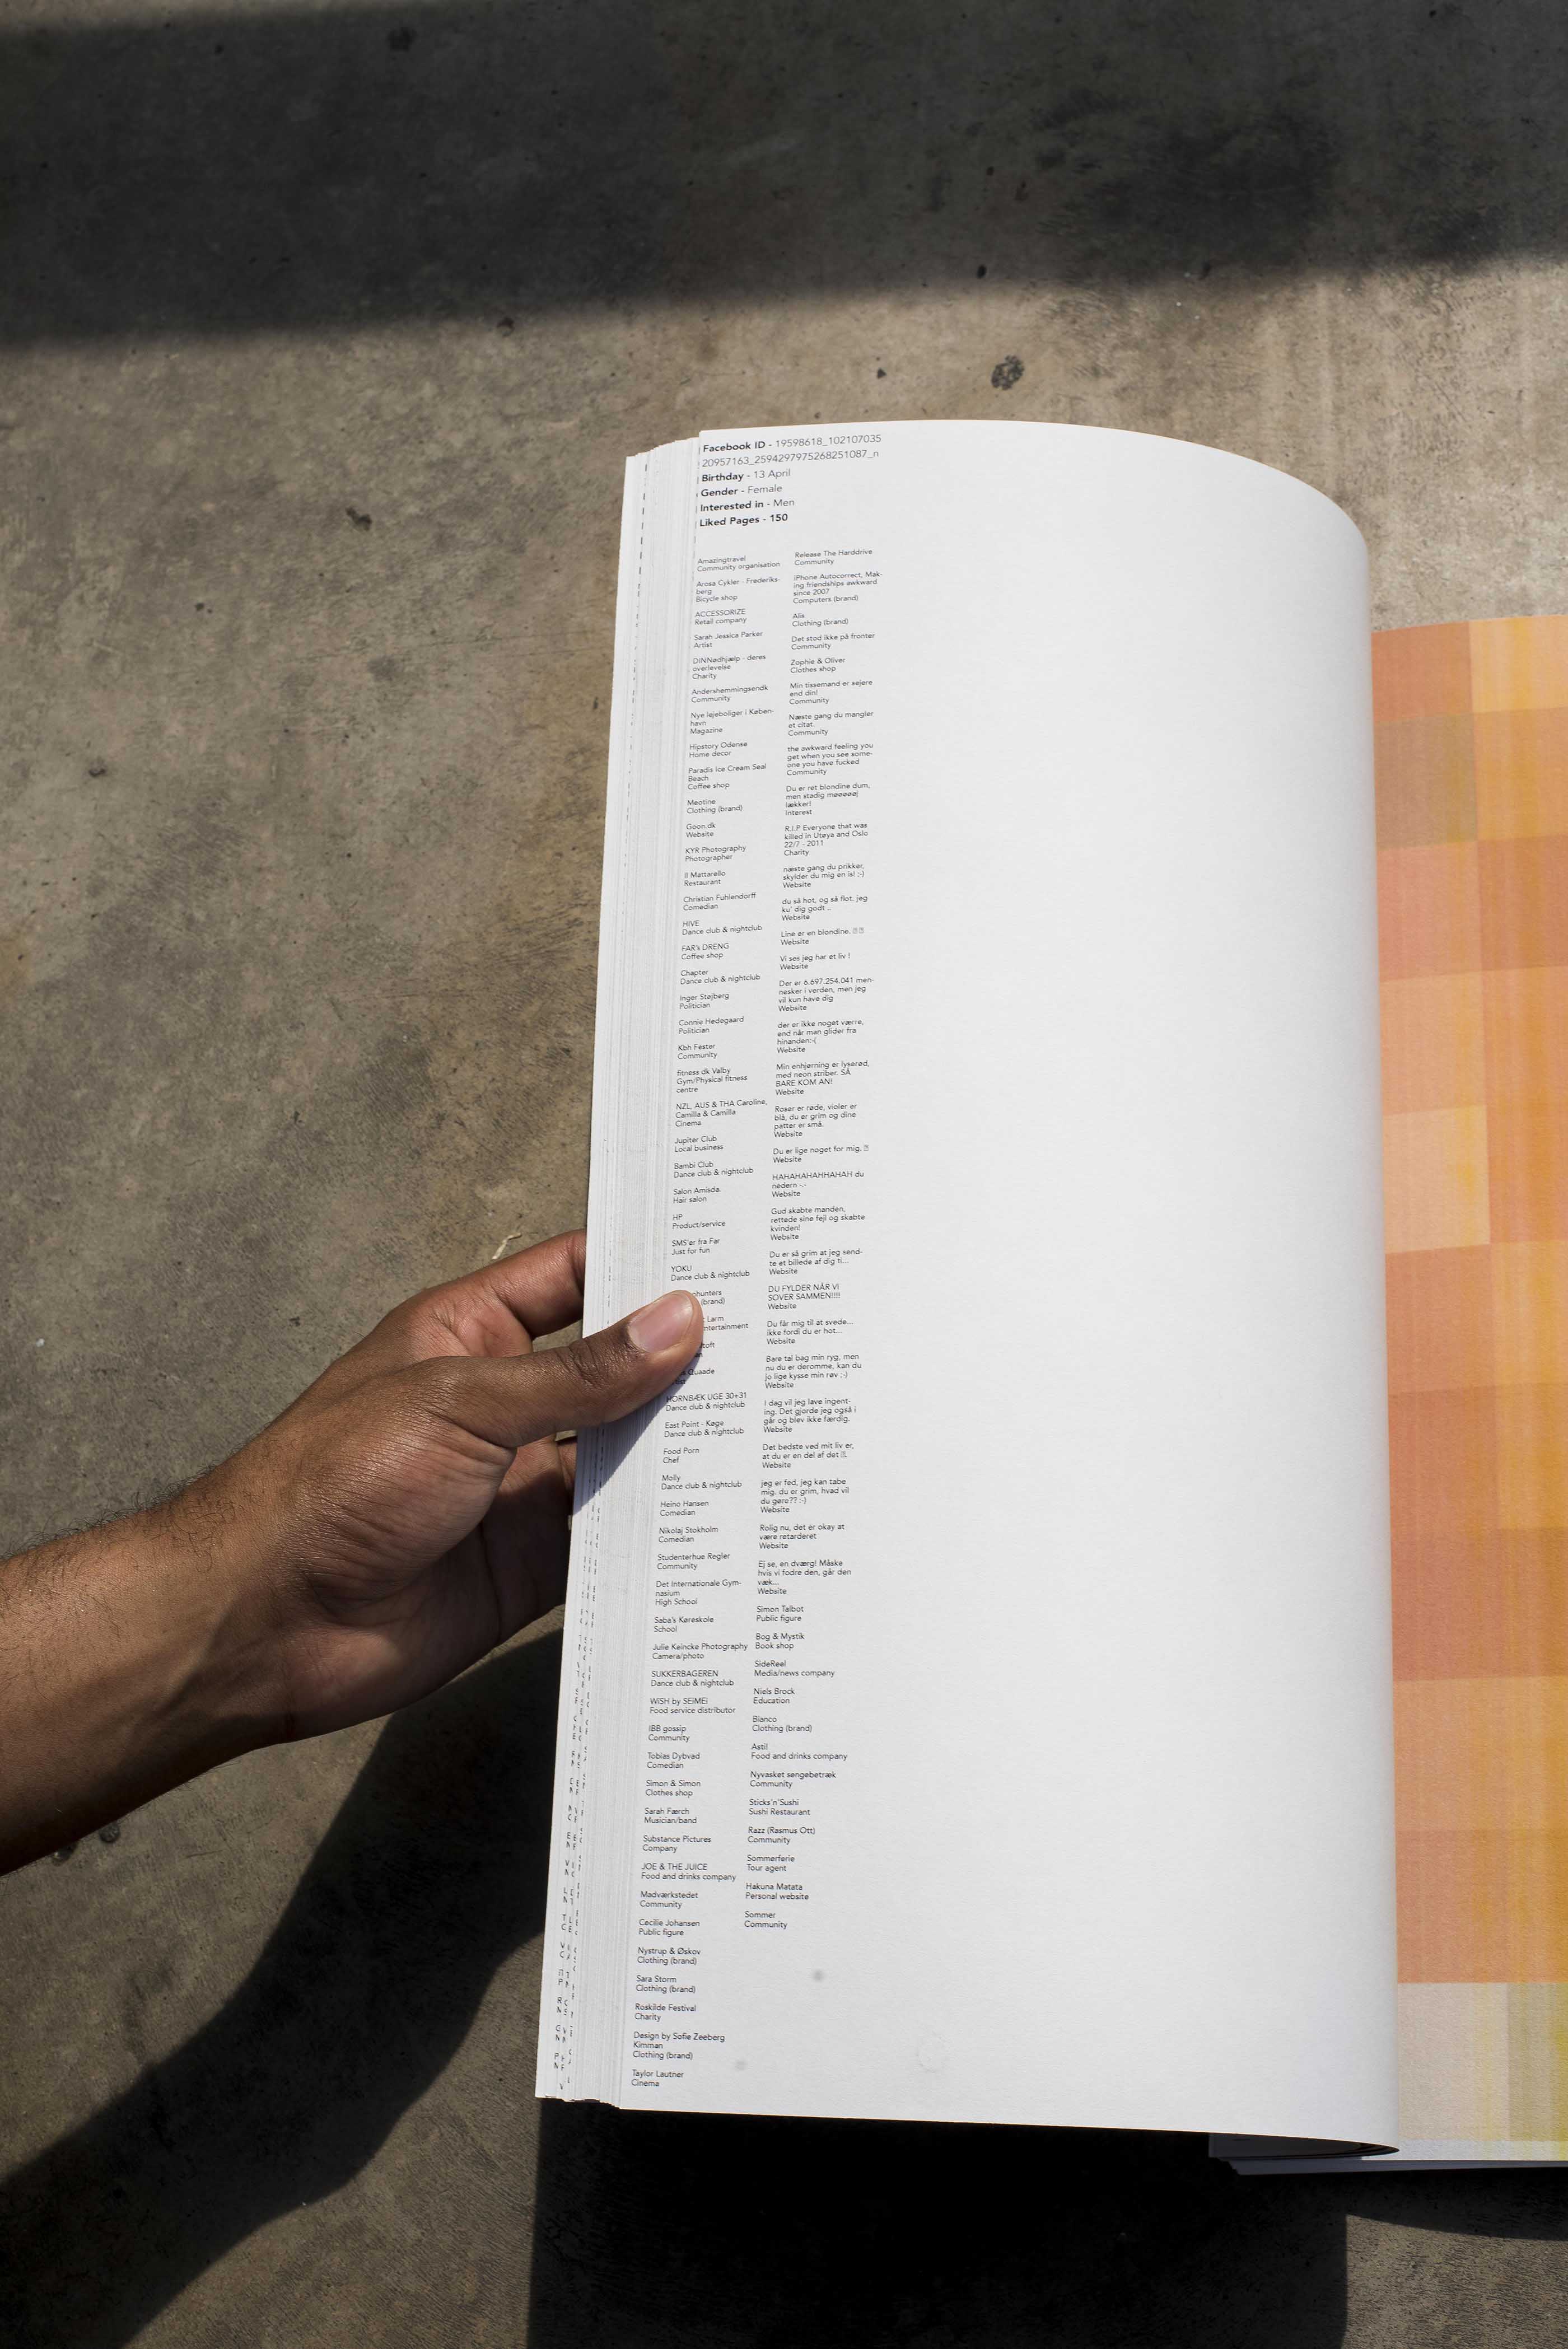 Facebook ID - 19598618_102107035
20957163_2594297975268251087_n
Birthday - 13 April
Gender - Female
Interested in - Men
Liked Pages - 150
Amazingtravel
Community organisation
Arosa Cykler - Frederiks-
berg
Bicycle shop
ACCESSORIZE
Retail company
Sarah Jessica Parker
Artist
DINNødhjælp - deres
overlevelse
Charity
Andershemmingsendk
Community
Nye lejeboliger i Køben-
havn
Magazine
Hipstory Odense
Home decor
Paradis Ice Cream Seal
Beach
Coffee shop
Meotine
Clothing (brand)
Goon.dk
Website
KYR Photography
Photographer
Il Mattarello
Restaurant
Christian Fuhlendorff
Comedian
HIVE
Dance club & nightclub
FAR's DRENG
Coffee shop
Chapter
Dance club & nightclub
Inger Støjberg
Politician
Connie Hedegaard
Politician
Kbh Fester
Community
fitness dk Valby
Gym/Physical fitness
centre
NZL, AUS & THA Caroline,
Camilla & Camilla
Cinema
Jupiter Club
Local business
Bambi Club
Dance club & nightclub
Salon Amisda.
Hair salon
HP
Product/service
SMS'er fra Far
Just for fun
YOKU
Dance club & nightclub
(brand)
Larm
Quaade
HORNBÆK UGE 30+31
Dance club & nightclub
East Point - Køge
Dance club & nightclub
Food Porn
Chef
Molly
Dance club & nightclub
Heino Hansen
Comedian
Nikolaj Stokholm
Comedian
Studenterhue Regler
Community
Det Internationale Gym-
nasium
High School
Saba's Køreskole
School
Julie Keincke Photography
Camera/photo
SUKKERBAGEREN
Dance club & nightclub
WiSH by SEiMEi
Food service distributor
IBB gossip
Community
Tobias Dybvad
Comedian
Simon & Simon
Clothes shop
Sarah Færch
Musician/band
Substance Pictures
Company
JOE & THE JUICE
Food and drinks company
Madværkstedet
Community
Cecilie Johansen
Public figure
Nystrup & Øskov
Clothing (brand)
Sara Storm
Clothing (brand)
Roskilde Festival
Charity
Design by Sofie Zeeberg
Kimman
Clothing (brand)
Taylor Lautner
Cinema
Release The Harddrive
Community
iPhone Autocorrect, Mak-
ing friendships awkward
since 2007
Computers (brand)
Alis
Clothing (brand)
Det stod ikke på fronter
Community
Zophie & Oliver
Clothes shop
Min tissemand er sejere
end din!
Community
Næste gang du mangler
et citat.
Community
the awkward feeling you
get when you see some-
one you have fucked
Community
Du er ret blondine dum,
men stadig møøøøøj
lækker!
Interest
R.I.P Everyone that was
killed in Utøya and Oslo
22/7 - 2011
Charity
næste gang du prikker,
skylder du mig en is! ;-)
Website
du så hot, og så flot. jeg
ku' dig godt ..
Website
Line er en blondine.
Website
Vi ses jeg har et liv !
Website
Der er 6.697.254.041 men-
nesker i verden, men jeg
vil kun have dig
Website
der er ikke noget værre,
end når man glider fra
hinanden:-(
Website
Min enhjørning er lyserød,
med neon striber. SÅ
BARE KOM AN!
Website
Roser er røde, violer er
blå, du er grim og dine
patter er små.
Website
Du er lige noget for mig.
Website
HAHAHAHAHHAHAH du
nedern -.-
Website
Gud skabte manden,
rettede sine fejl og skabte
kvinden!
Website
Du er så grim at jeg send-
te et billede af dig ti...
Website
DU FYLDER NÅR VI
SOVER SAMMEN!!!!
Website
Du får mig til at svede...
ikke fordi du er hot...
Website
Bare tal bag min ryg, men
nu du er deromme, kan du
jo lige kysse min røv ;-)
Website
I dag vil jeg lave ingent-
ing. Det gjorde jeg også i
går og blev ikke færdig.
Website
Det bedste ved mit liv er,
at du er en del af det
Website
jeg er fed, jeg kan tabe
mig. du er grim, hvad vil
du gøre?? :-)
Website
Rolig nu, det er okay at
være retarderet
Website
Ej se, en dværg! Måske
hvis vi fodre den, går den
væk...
Website
Simon Talbot
Public figure
Bog & Mystik
Book shop
SideReel
Media/news company
Niels Brock
Education
Bianco
Clothing (brand)
Astil
Food and drinks company
Nyvasket sengebetræk
Community
Sticks'n'Sushi
Sushi Restaurant
Razz (Rasmus Ott)
Community
Sommerferie
Tour agent
Hakuna Matata
Personal website
Sommer
Community